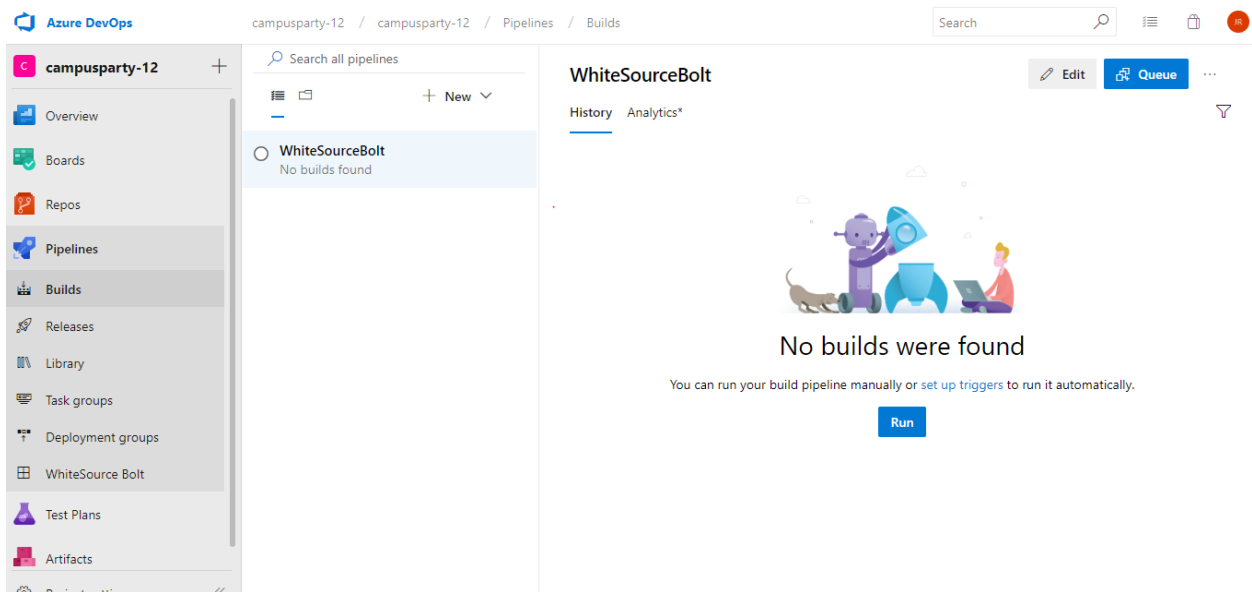 Azure DevOps
campusparty-12 / campusparty-12 / Pipelines / Builds
Search
JR
C
campusparty-12
Overview
Boards
Repos
Pipelines
Builds
Releases
Library
Task groups
Deployment groups
WhiteSource Bolt
Test Plans
Artifacts
Search all pipelines
New
WhiteSourceBolt
No builds found
WhiteSourceBolt
Edit
Queue
History Analytics*
No builds were found
You can run your build pipeline manually or set up triggers to run it automatically.
Run